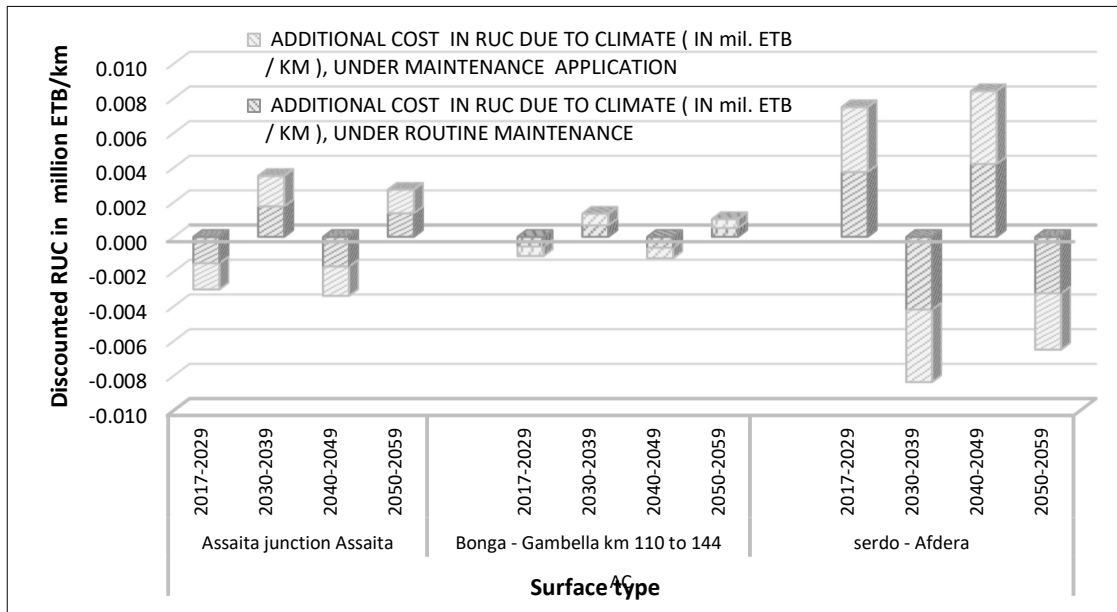 ADDITIONAL COST IN RUC DUE TO CLIMATE ( IN mil. ETB
/ KM ), UNDER MAINTENANCE APPLICATION
ADDITIONAL COST IN RUC DUE TO CLIMATE ( IN mil. ETB
/ KM ), UNDER ROUTINE MAINTENANCE
Discounted RUC in million ETB/km
0.010
0.008
0.006
0.004
0.002
0.000
-0.002
-0.004
-0.006
-0.008
-0.010
2017-2029
2030-2039
2040-2049
2050-2059
2017-2029
2030-2039
2040-2049
2050-2059
2017-2029
2030-2039
2040-2049
2050-2059
Assaita junction Assaita
Bonga - Gambella km 110 to 144
serdo - Afdera
AC
Surface type